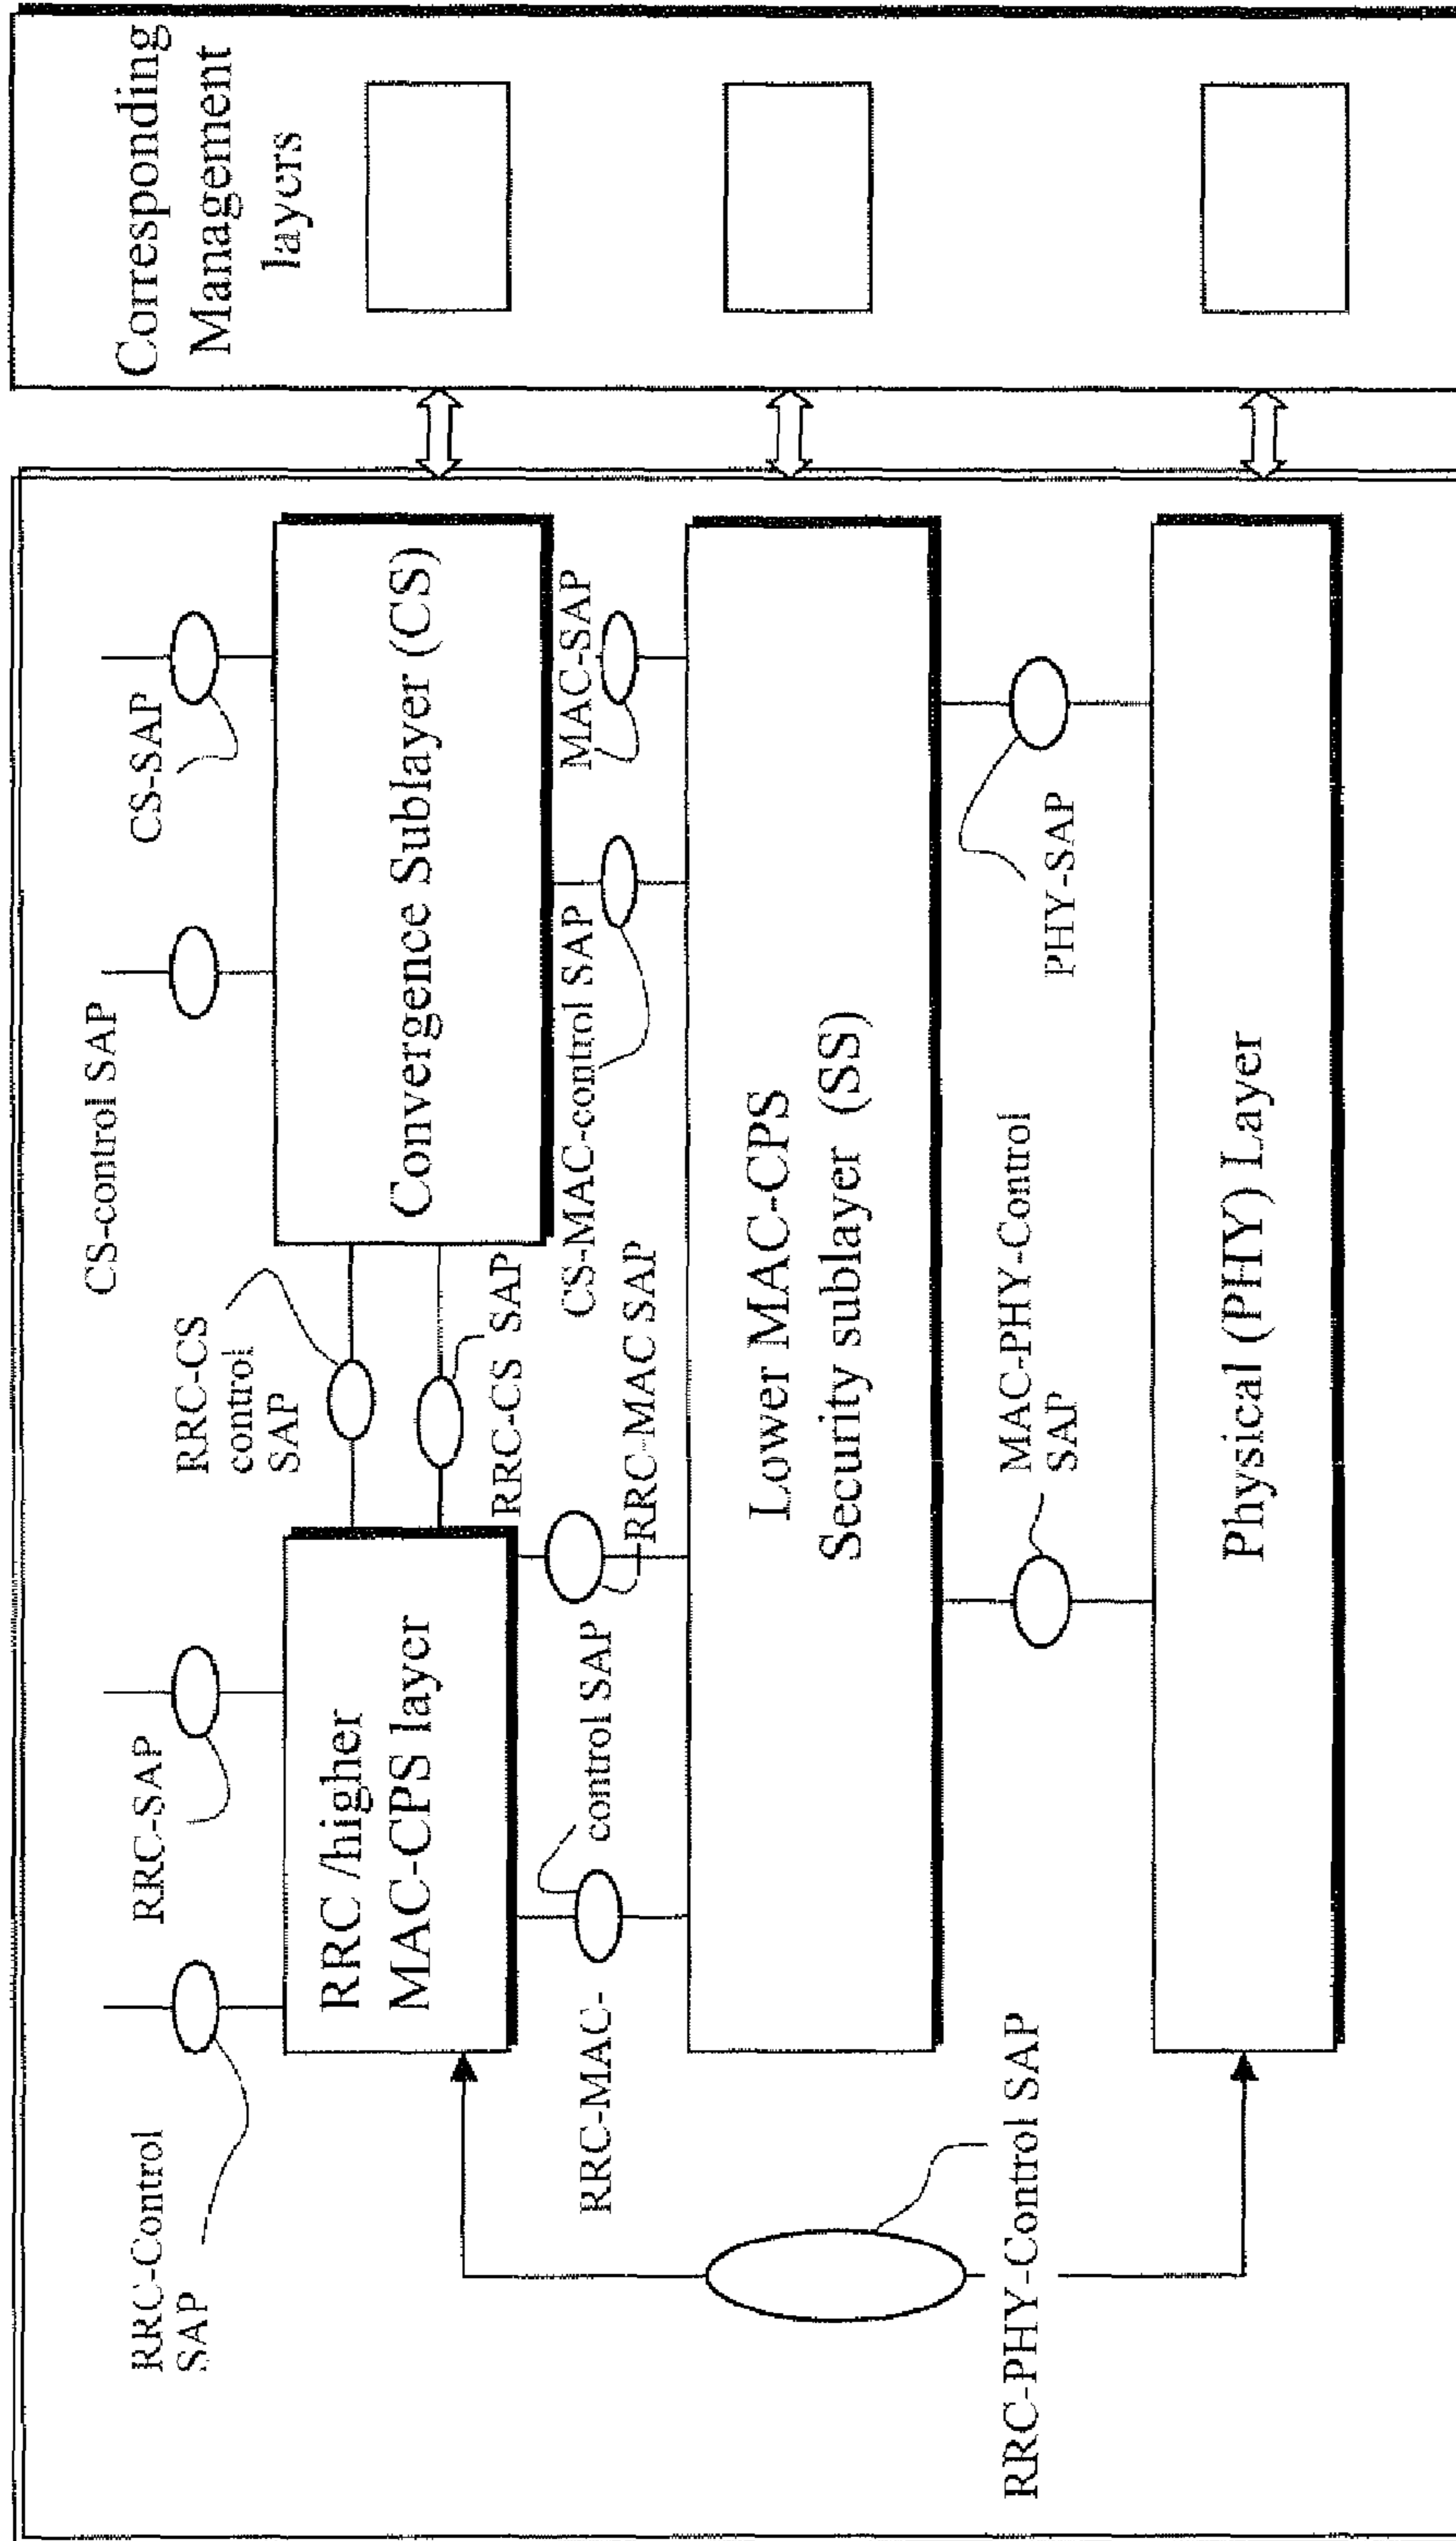 RRC-Control
SAP
RRC-SAP
CS-control SAP
CS-SAP
Corresponding
Management
layers
RRC /higher
MAC-CPS layer
RRC-CS
control
SAP
RRC-CS SAP
Convergence Sublayer (CS)
RRC-MAC-
control SAP
RRC-MAC SAP
CS-MAC-control SAP
MAC-SAP
Lower MAC-CPS
Security sublayer (SS)
RRC-PHY-Control SAP
MAC-PHY-Control
SAP
PHY-SAP
Physical (PHY) Layer